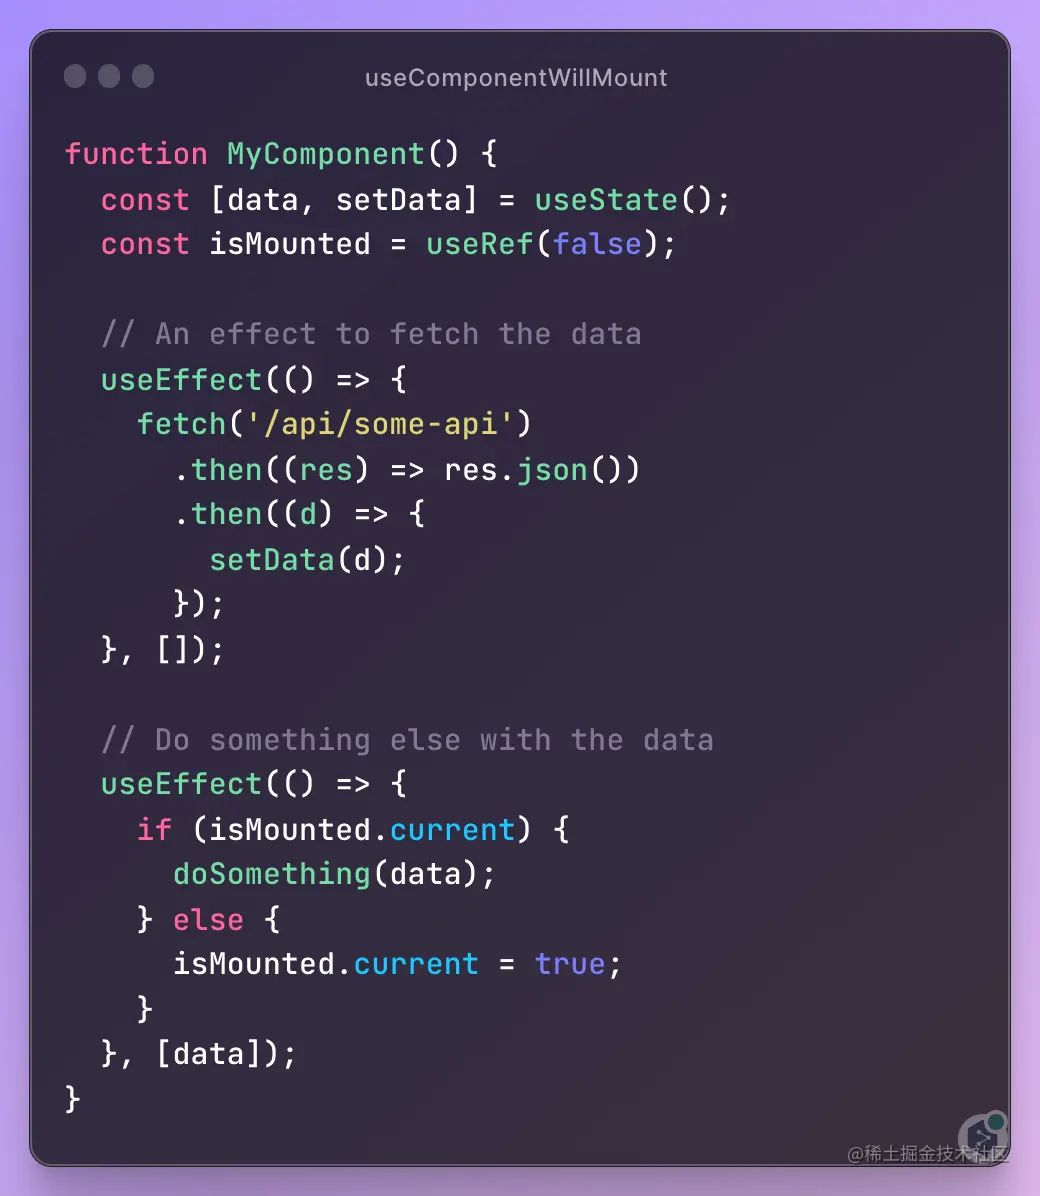 useComponentWillMount
function MyComponent() {
  const [data, setData] = useState();
  const isMounted = useRef(false);

  // An effect to fetch the data
  useEffect(() => {
    fetch('/api/some-api')
      .then((res) => res.json())
      .then((d) => {
        setData(d);
      });
  }, []);

  // Do something else with the data
  useEffect(() => {
    if (isMounted.current) {
      doSomething(data);
    } else {
      isMounted.current = true;
    }
  }, [data]);
}
@稀土掘金技术社区